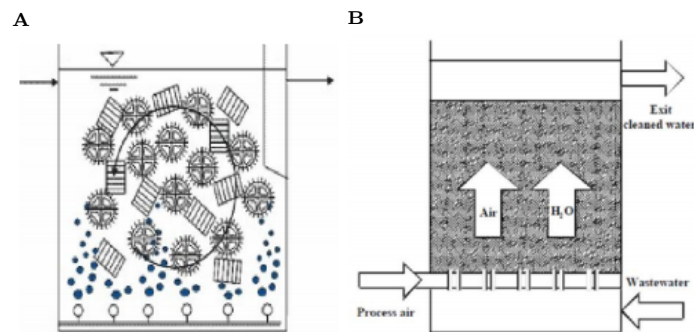 A
B
Exit
cleaned water
Air
H₂O
Process air
Wastewater